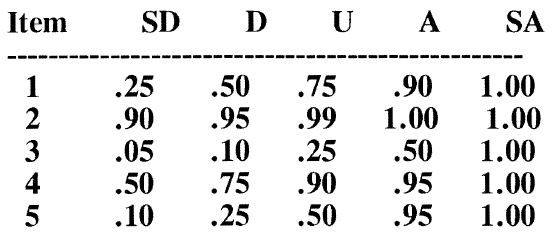 Item SD D U A SA
--------------------------------------------------
1 .25 .50 .75 .90 1.00
2 .90 .95 .99 1.00 1.00
3 .05 .10 .25 .50 1.00
4 .50 .75 .90 .95 1.00
5 .10 .25 .50 .95 1.00